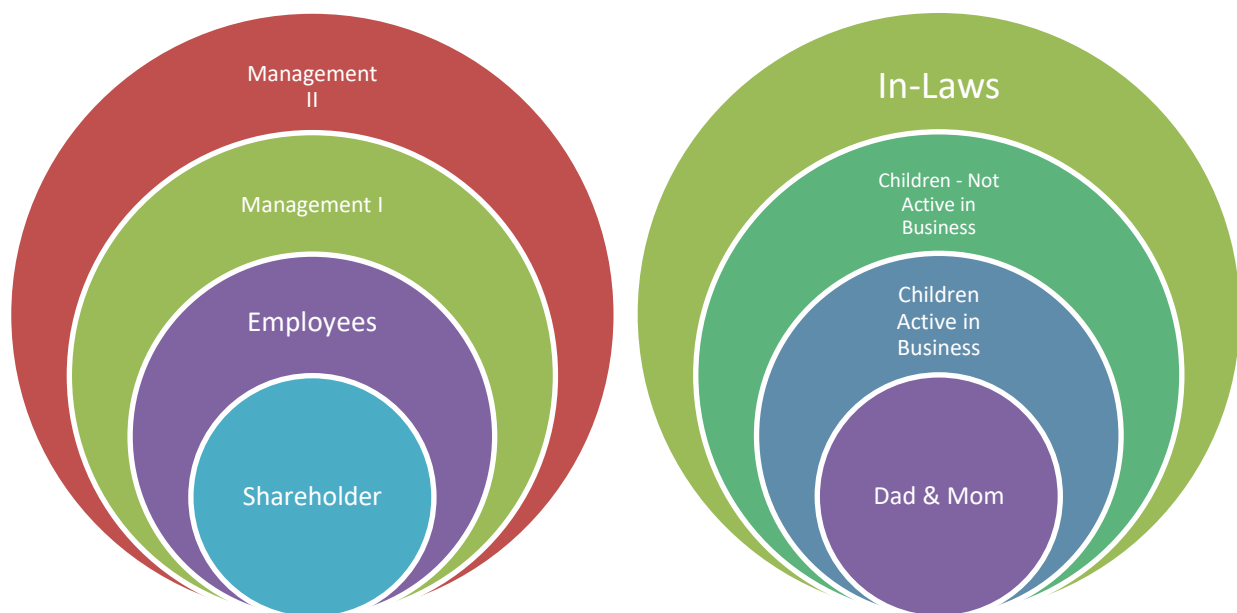 Management
II
Management I
Employees
Shareholder
In-Laws
Children - Not
Active in
Business
Children
Active in
Business
Dad & Mom